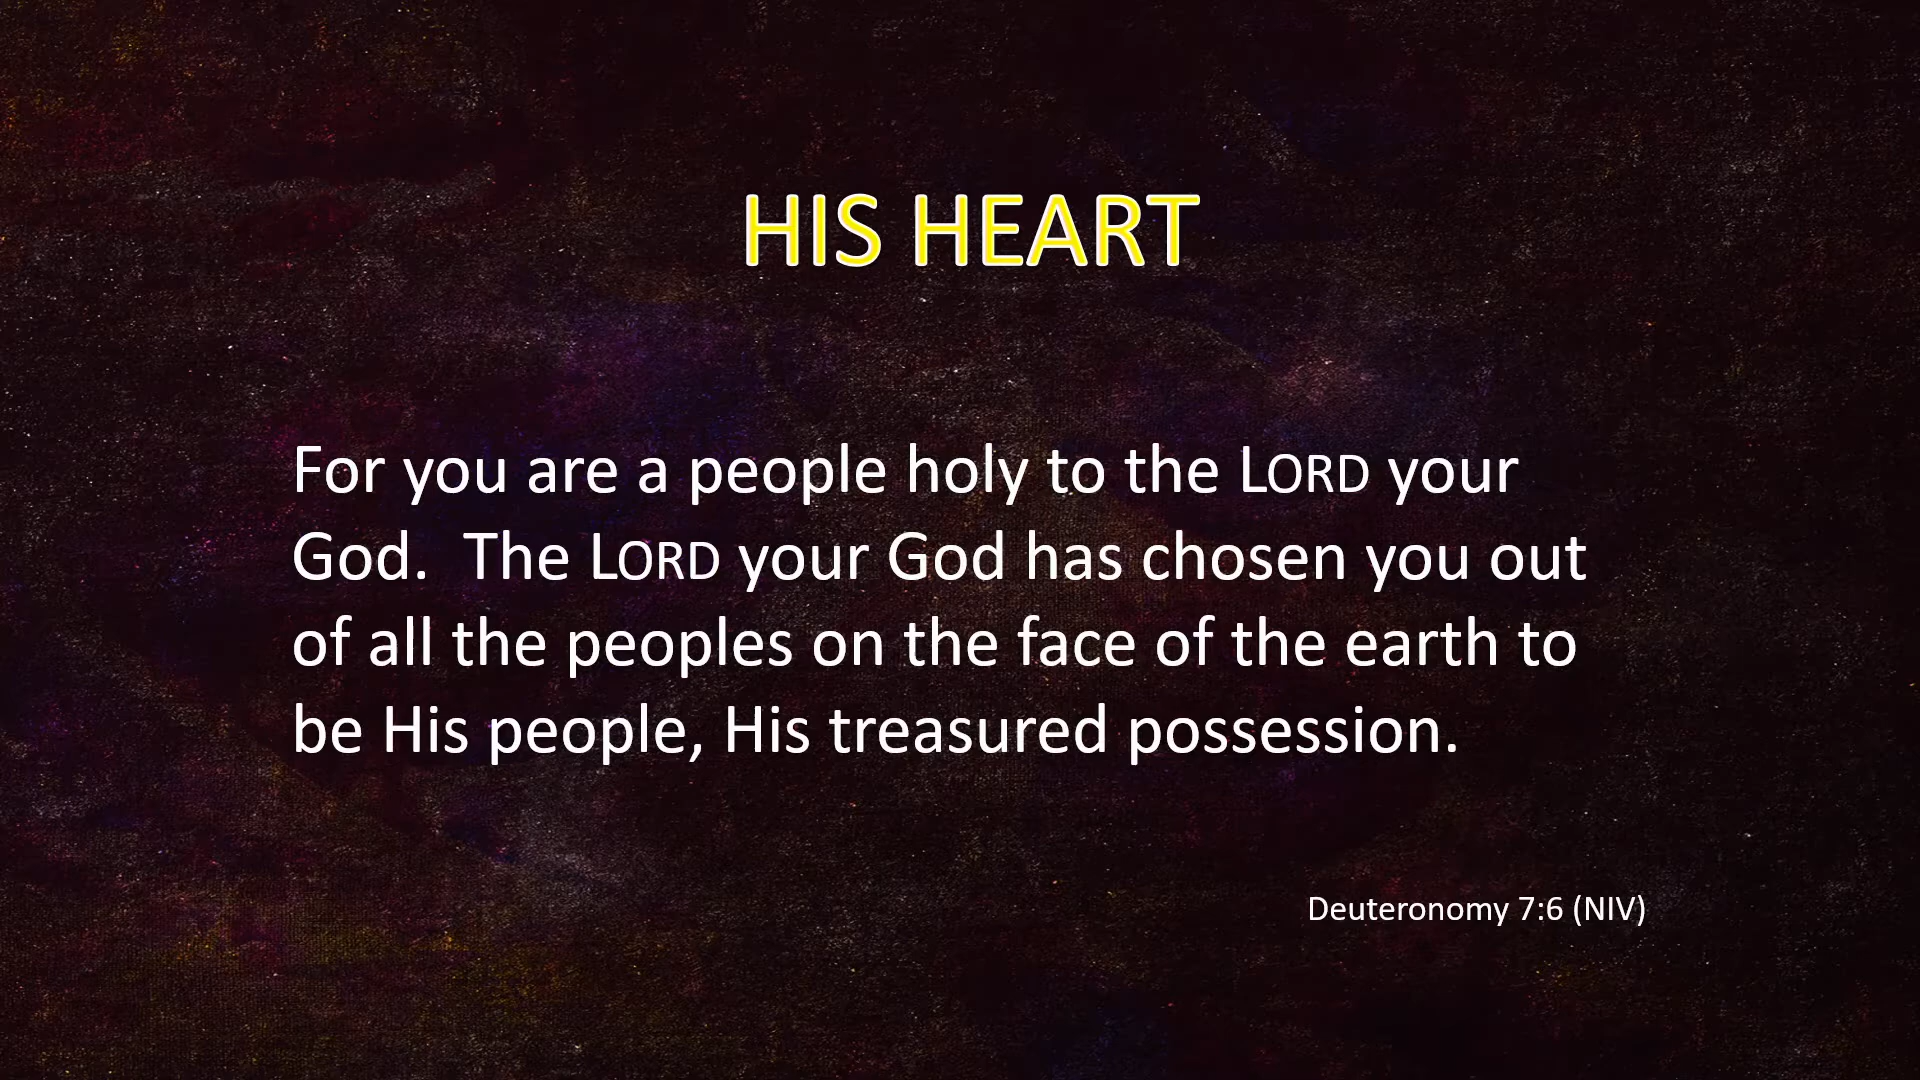 HIS HEART
For you are a people holy to the LORD your
God.  The LORD your God has chosen you out
of all the peoples on the face of the earth to
be His people, His treasured possession.
Deuteronomy 7:6 (NIV)